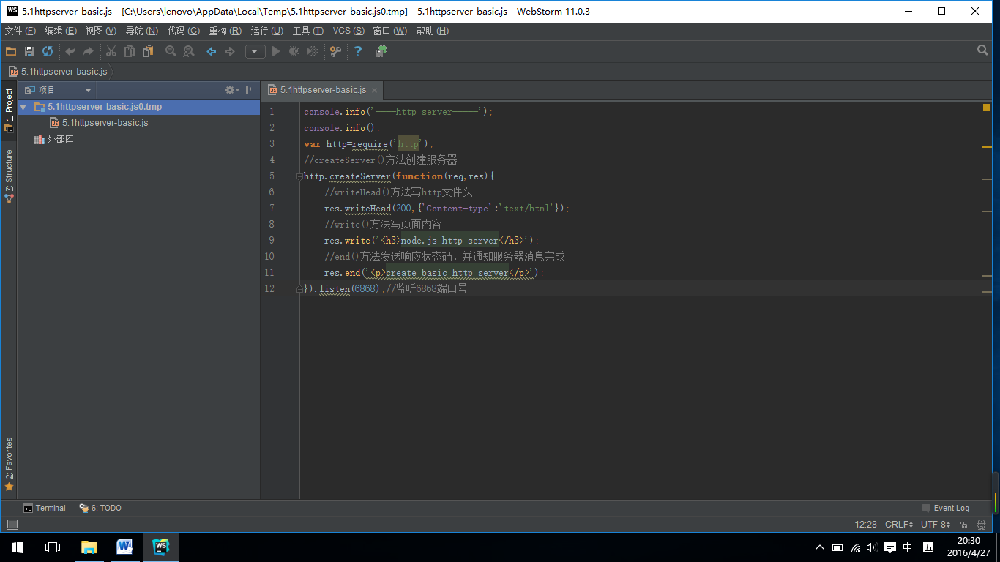 5.1httpserver-basic.js - [C:\Users\lenovo\AppData\Local\Temp\5.1httpserver-basic.js0.tmp] - 5.1httpserver-basic.js - WebStorm 11.0.3
文件 (F) 编辑 (E) 视图 (V) 导航 (N) 代码 (C) 重构 (R) 运行 (U) 工具 (T) VCS (S) 窗口 (W) 帮助 (H)
5.1httpserver-basic.js
项目
5.1httpserver-basic.js
1: Project
5.1httpserver-basic.js0.tmp
5.1httpserver-basic.js
外部库
7: Structure
2: Favorites
1 console.info('----http server-----');
2 console.info();
3 var http=require('http');
4 //createServer()方法创建服务器
5 http.createServer(function(req,res){
6 //writeHead()方法写http文件头
7 res.writeHead(200,{'Content-type':'text/html'});
8 //write()方法写页面内容
9 res.write('<h3>node.js http server</h3>');
10 //end()方法发送响应状态码，并通知服务器消息完成
11 res.end('<p>create basic http server</p>');
12 }).listen(6868);//监听6868端口号
Terminal 6: TODO Event Log
12:28 CRLF UTF-8
中 五
20:30
2016/4/27